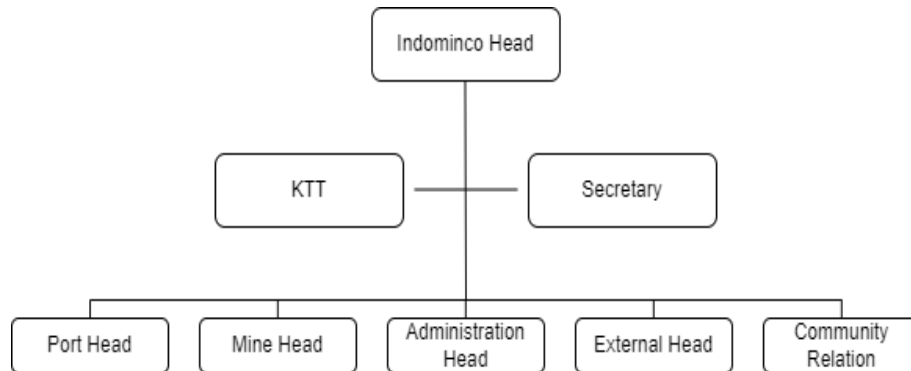 Indominco Head
KTT
Secretary
Port Head
Mine Head
Administration
Head
External Head
Community
Relation